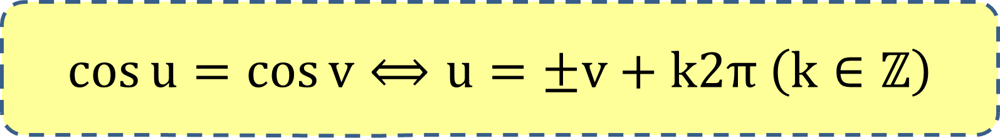 cos u = cos v ⟺ u = ±v + k2π (k ∈ ℤ)